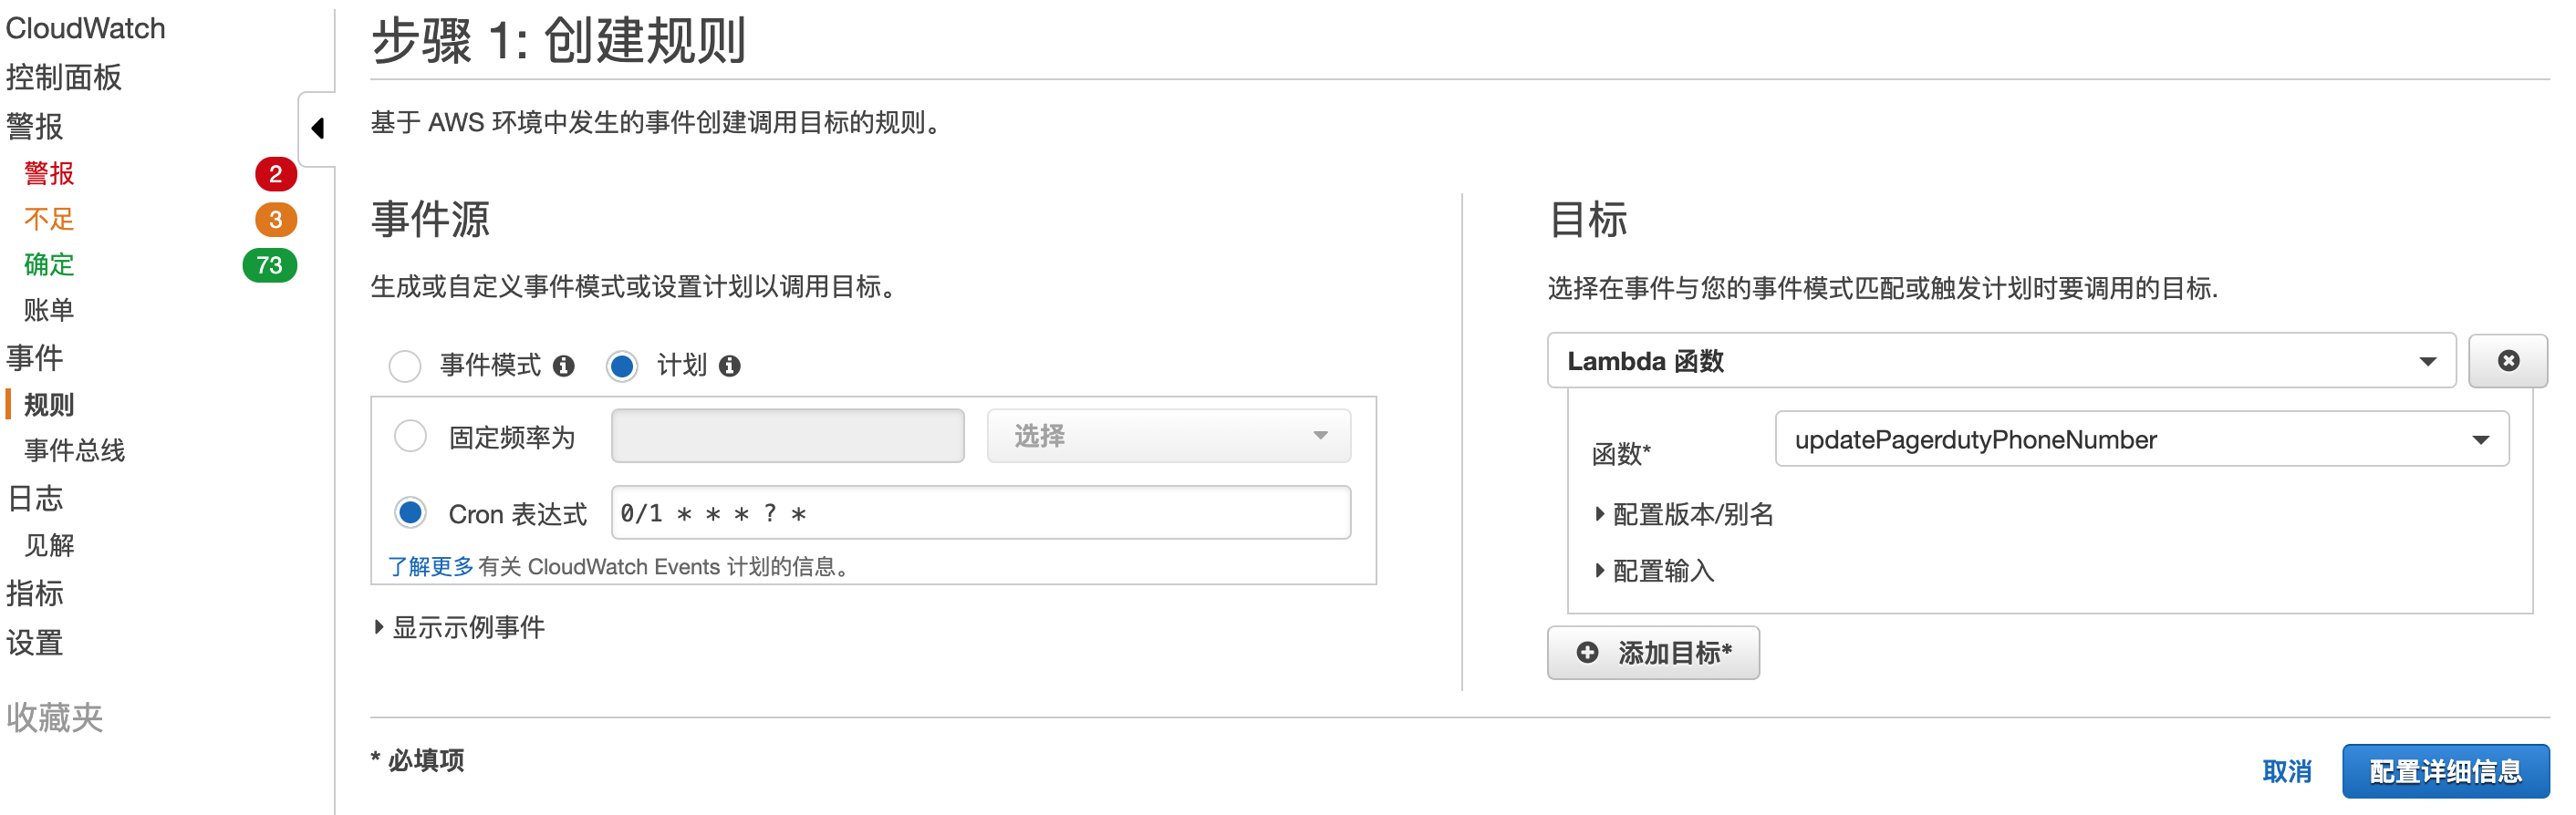 CloudWatch
控制面板
警报
警报 2
不足 3
确定 73
账单
事件
规则
事件总线
日志
见解
指标
设置
收藏夹
步骤 1: 创建规则
基于 AWS 环境中发生的事件创建调用目标的规则。
事件源
生成或自定义事件模式或设置计划以调用目标。
事件模式 计划
固定频率为 选择
Cron 表达式 0/1 * * * ? *
了解更多 有关 CloudWatch Events 计划的信息。
显示示例事件
目标
选择在事件与您的事件模式匹配或触发计划时要调用的目标.
Lambda 函数
函数* updatePagerdutyPhoneNumber
配置版本/别名
配置输入
添加目标*
* 必填项
取消 配置详细信息